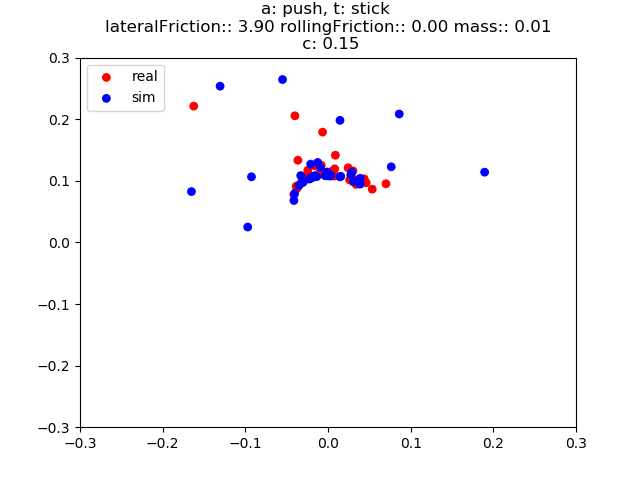 a: push, t: stick
lateralFriction:: 3.90 rollingFriction:: 0.00 mass:: 0.01
c: 0.15
real
sim
0.3
0.2
0.1
0.0
−0.1
−0.2
−0.3
−0.3
−0.2
−0.1
0.0
0.1
0.2
0.3